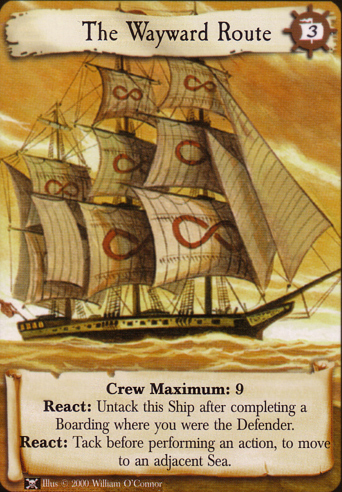 The Wayward Route
3
Crew Maximum: 9
React: Untack this Ship after completing a
Boarding where you were the Defender.
React: Tack before performing an action, to move
to an adjacent Sea.
Illus. © 2000 William O'Connor